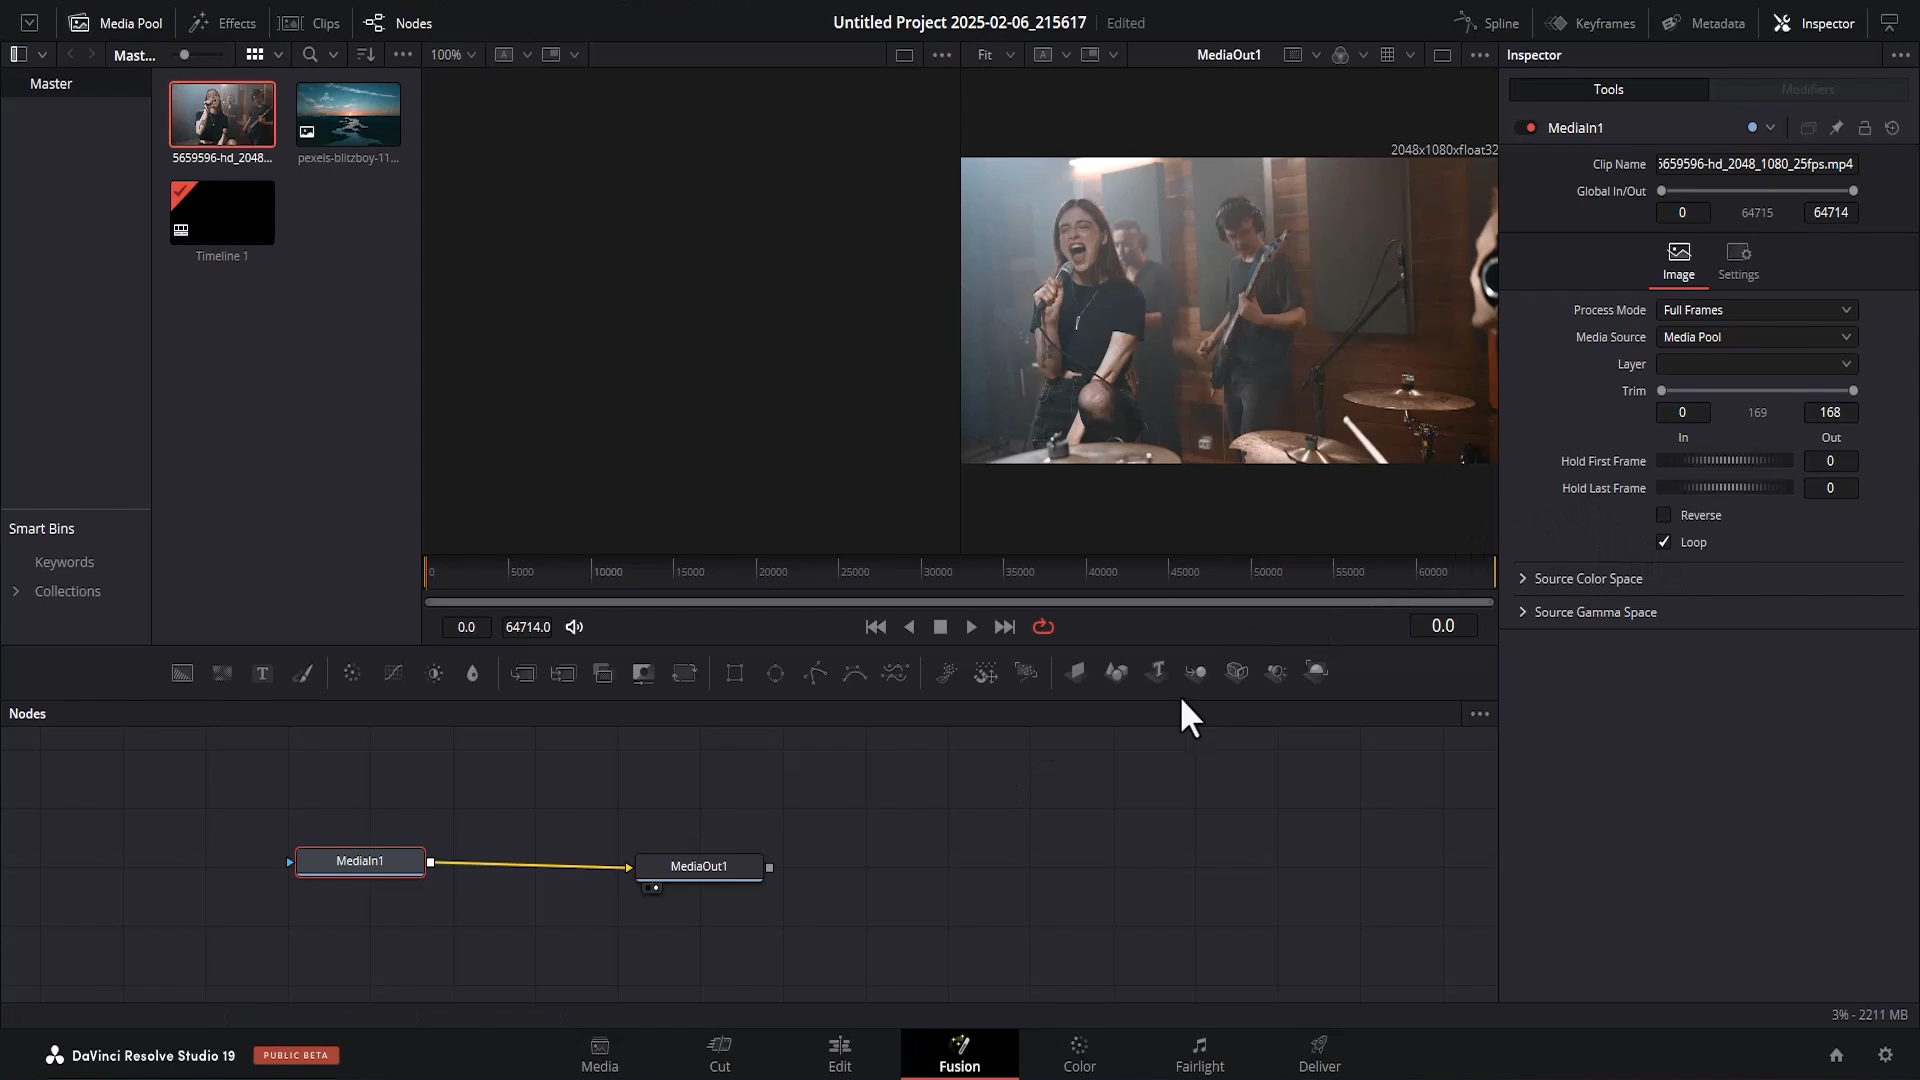 Media Pool
Effects
Clips
Nodes
Untitled Project 2025-02-06_215617
Edited
Spline
Keyframes
Metadata
Inspector
Mast...
100%
Fit
MediaOut1
Inspector
Master
5659596-hd_2048...
pexels-blitzboy-11...
Timeline 1
2048x1080xfloat32
Tools
Modifiers
MediaIn1
Clip Name
5659596-hd_2048_1080_25fps.mp4
Global In/Out
0
64715
64714
Image
Settings
Process Mode
Full Frames
Media Source
Media Pool
Layer
Trim
0
169
168
In
Out
Hold First Frame
0
Hold Last Frame
0
Reverse
Loop
Source Color Space
Source Gamma Space
Smart Bins
Keywords
Collections
0
5000
10000
15000
20000
25000
30000
35000
40000
45000
50000
55000
60000
0.0
64714.0
0.0
Nodes
MediaIn1
MediaOut1
3% - 2211 MB
DaVinci Resolve Studio 19
PUBLIC BETA
Media
Cut
Edit
Fusion
Color
Fairlight
Deliver